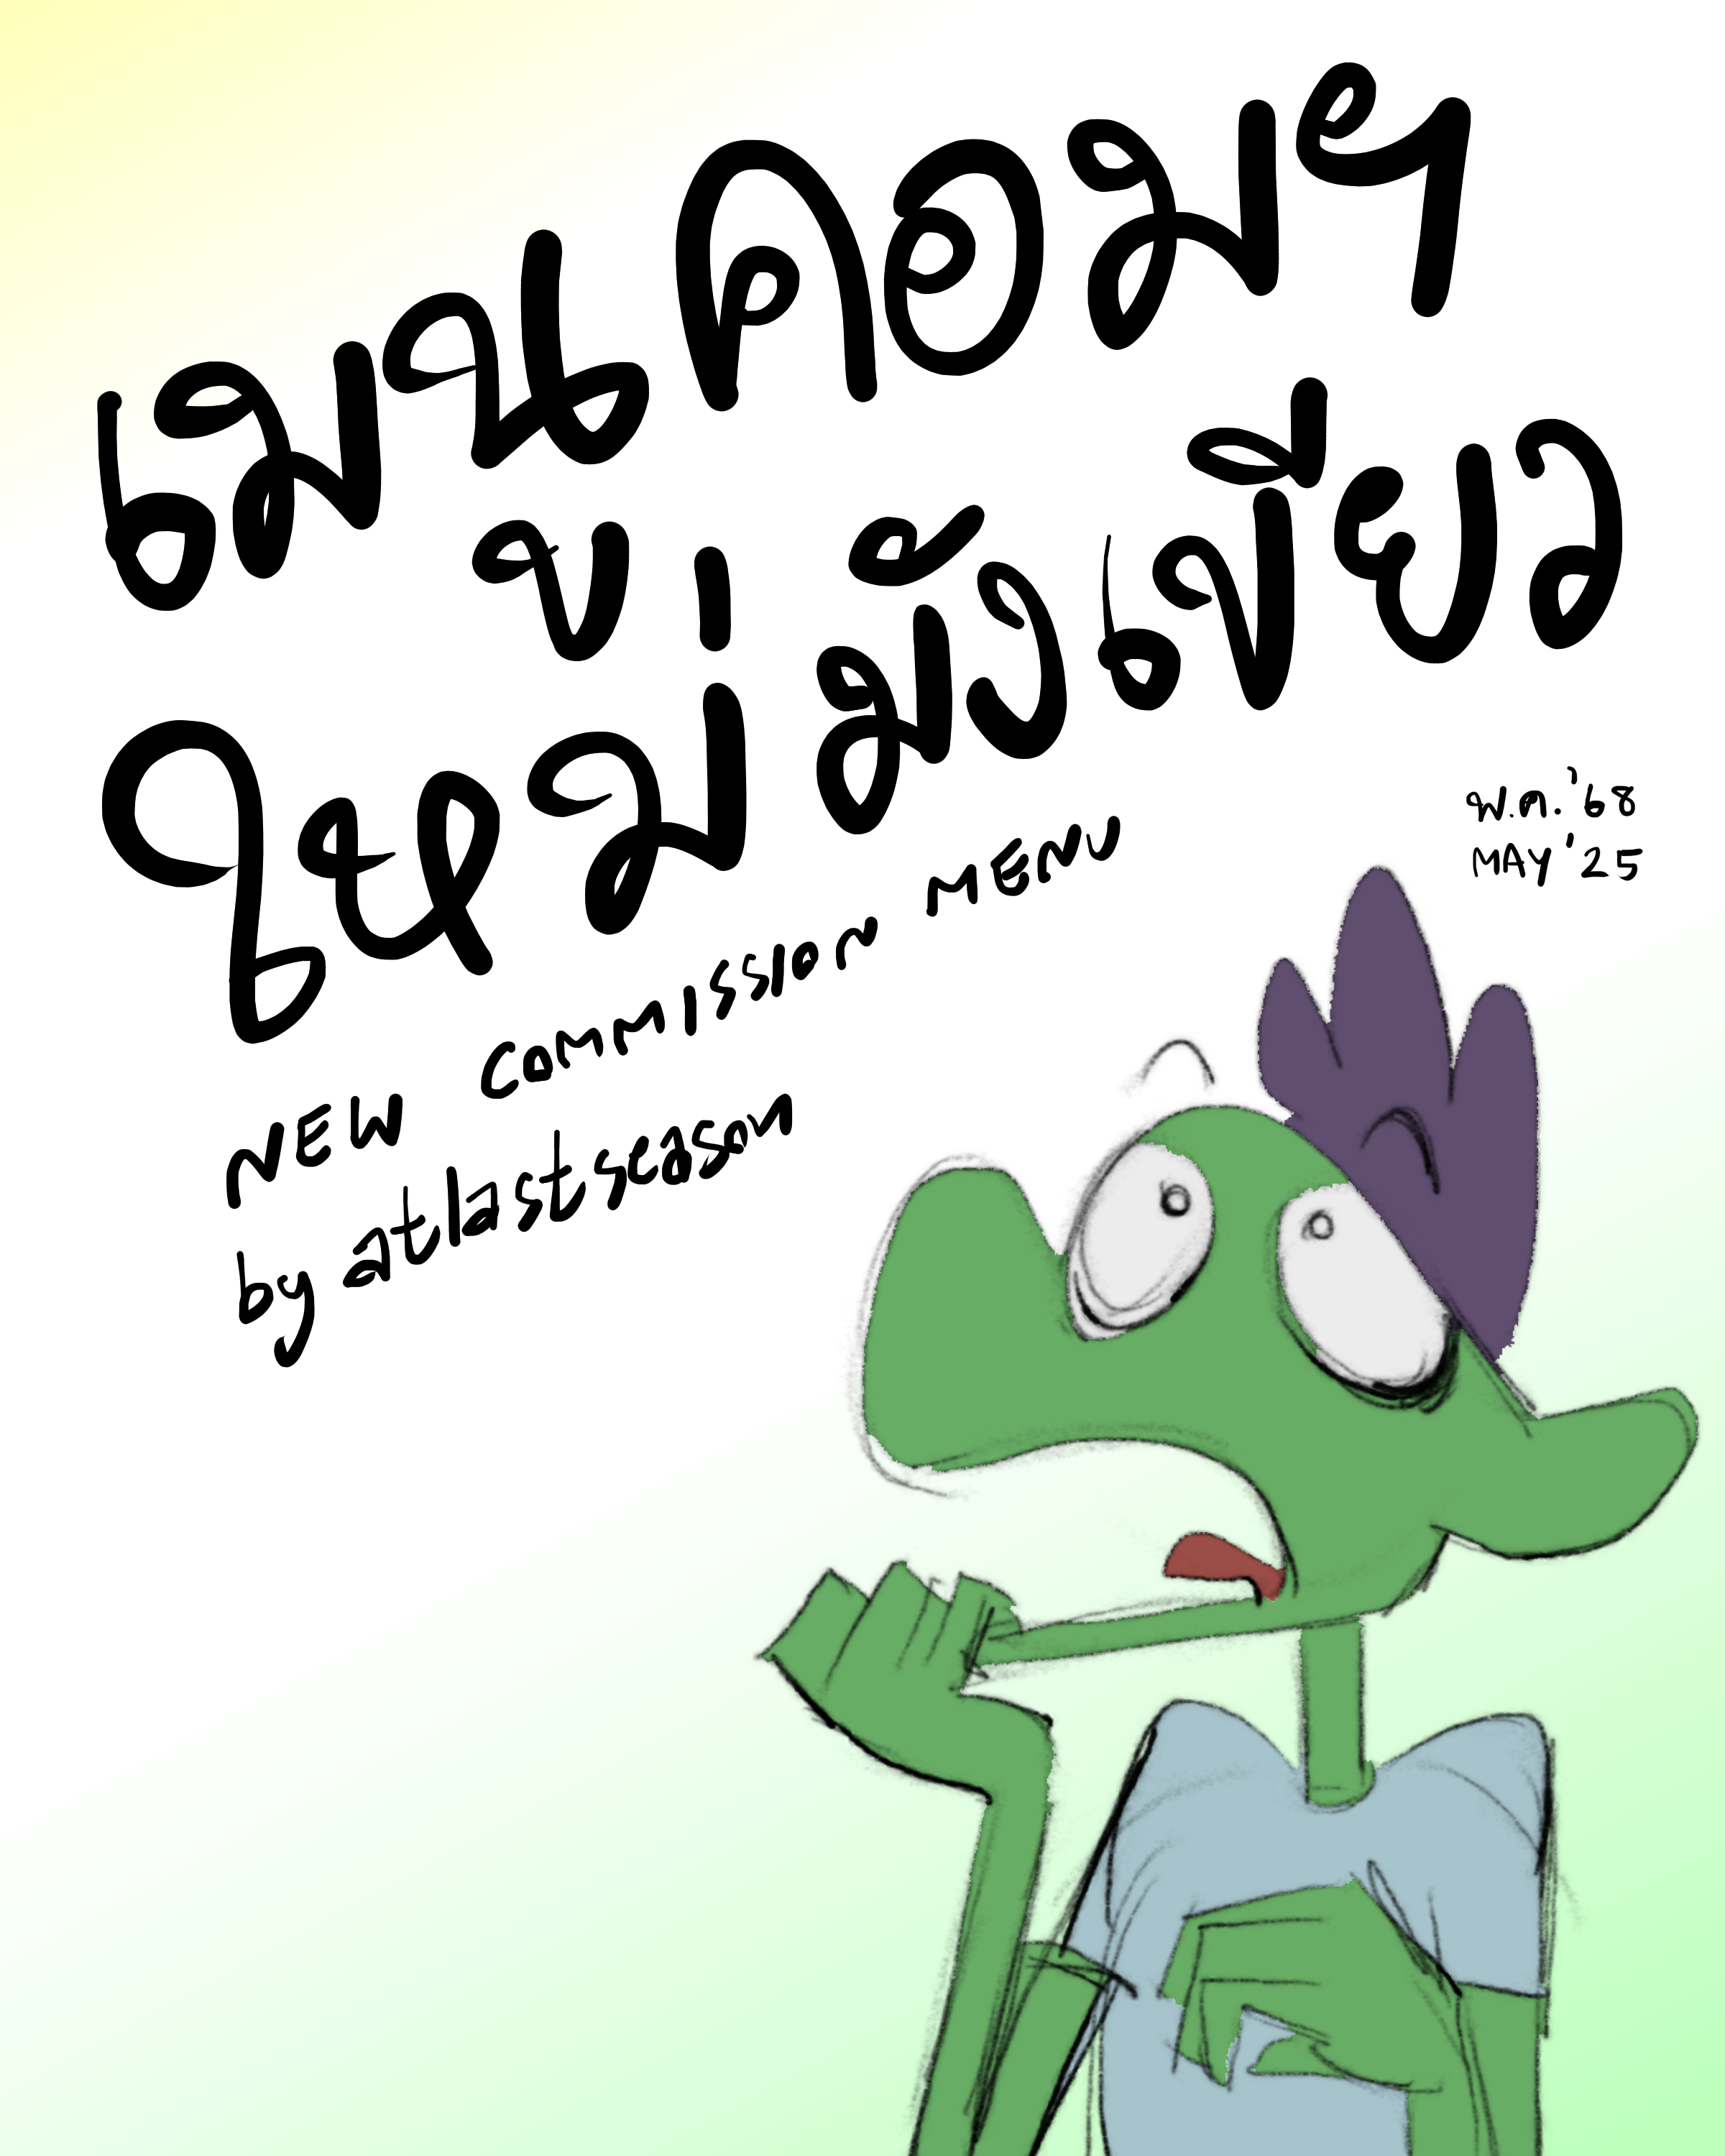 เมนูคอมฯ
ใหม่มังเขียว
พ.ค.'68
MAY '25
NEW COMMISSION MENU
by atlastseason